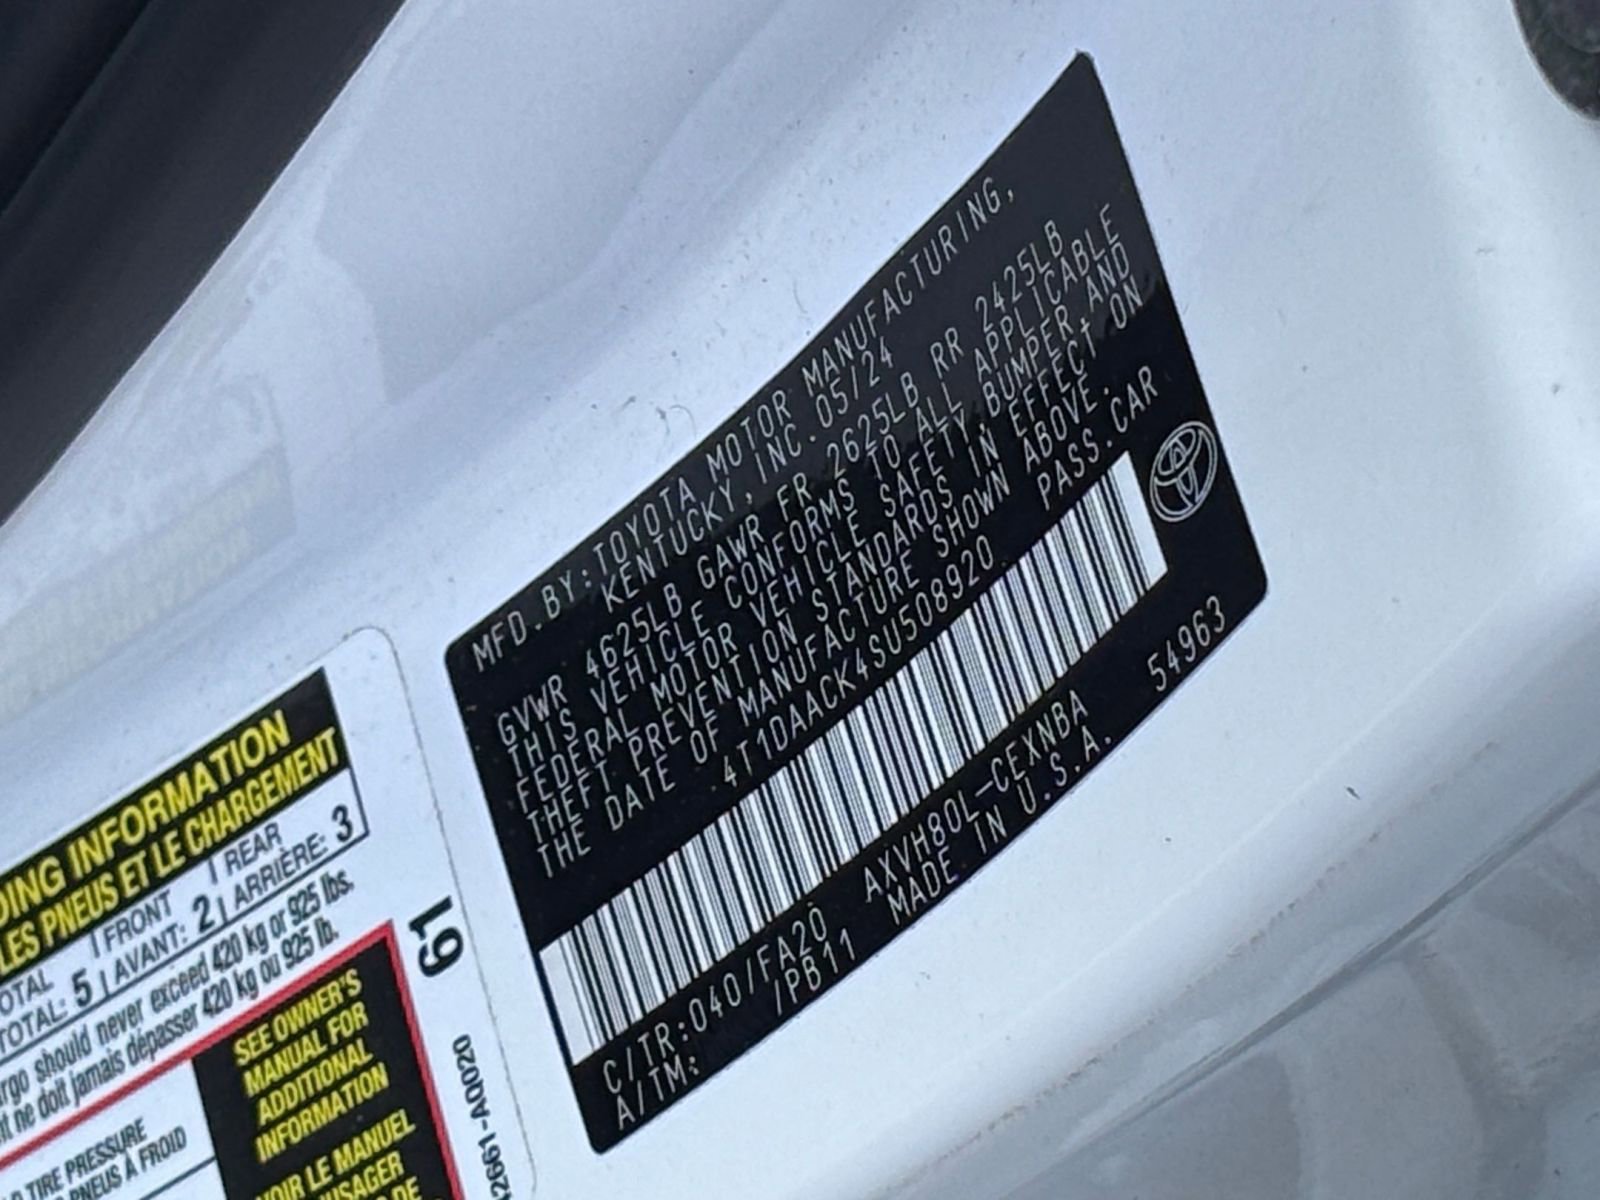 MFD.BY:TOYOTA MOTOR MANUFACTURING,
KENTUCKY,INC.05/24
GVWR 4625LB GAWR FR 2625LB RR 2425LB
THIS VEHICLE CONFORMS TO ALL APPLICABLE
FEDERAL MOTOR VEHICLE SAFETY,BUMPER,AND
THEFT PREVENTION STANDARDS IN EFFECT ON
THE DATE OF MANUFACTURE SHOWN ABOVE.
4T1DAACK4SU508920 PASS.CAR
C/TR:040/FA20 AXVH80L-CEXNBA 54963
A/TM: /PB11 MADE IN U.S.A.
INFORMATION
LES PNEUS ET LE CHARGEMENT
FRONT REAR
TOTAL: 5 AVANT: 2 ARRIÈRE: 3
should never exceed 420 kg or 925 lbs.
ne doit jamais dépasser 420 kg ou 925 lb.
SEE OWNER'S
MANUAL FOR
ADDITIONAL
INFORMATION
VOIR LE MANUEL
DE
TIRE PRESSURE
PNEUS À FROID
61
42661-AQ020